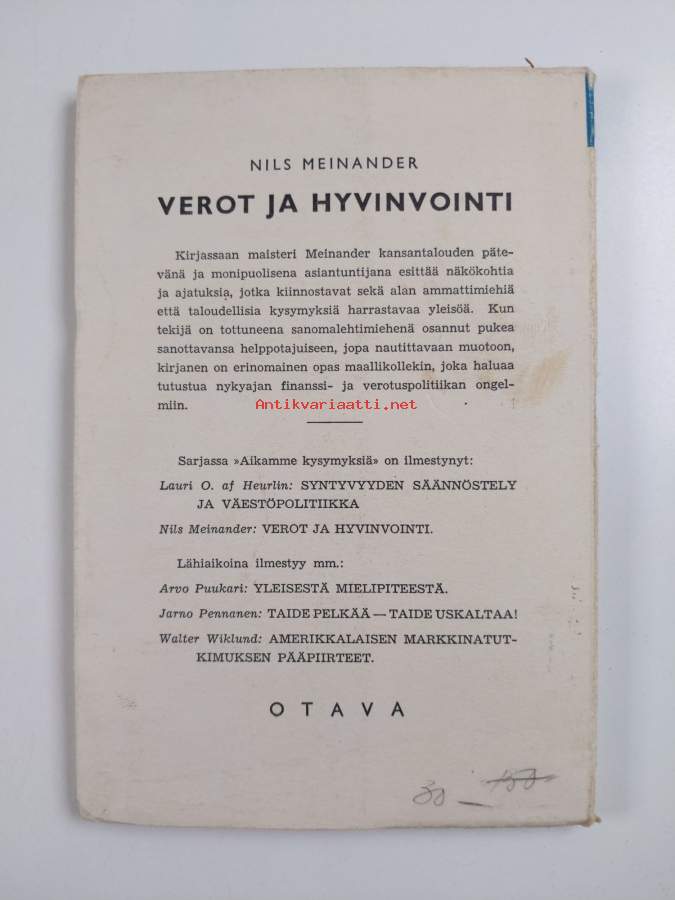 NILS MEINANDER
VEROT JA HYVINVOINTI
Kirjassaan maisteri Meinander kansantalouden päte-
vänä ja monipuolisena asiantuntijana esittää näkökohtia
ja ajatuksia, jotka kiinnostavat sekä alan ammattimiehiä
että taloudellisia kysymyksiä harrastavaa yleisöä. Kun
tekijä on tottuneena sanomalehtimiehenä osannut pukea
sanottavansa helppotajuiseen, jopa nautittavaan muotoon,
kirjanen on erinomainen opas maallikollekin, joka haluaa
tutustua nykyajan finanssi- ja verotuspolitiikan ongel-
miin.
Antikvariaatti.net
Sarjassa »Aikamme kysymyksiä» on ilmestynyt:
Lauri O. af Heurlin: SYNTYVYYDEN SÄÄNNÖSTELY
JA VÄESTÖPOLITIIKKA
Nils Meinander: VEROT JA HYVINVOINTI.
Lähiaikoina ilmestyy mm.:
Arvo Puukari: YLEISESTÄ MIELIPITEESTÄ.
Jarno Pennanen: TAIDE PELKÄÄ — TAIDE USKALTAA!
Walter Wiklund: AMERIKKALAISEN MARKKINATUT-
KIMUKSEN PÄÄPIIRTEET.
OTAVA